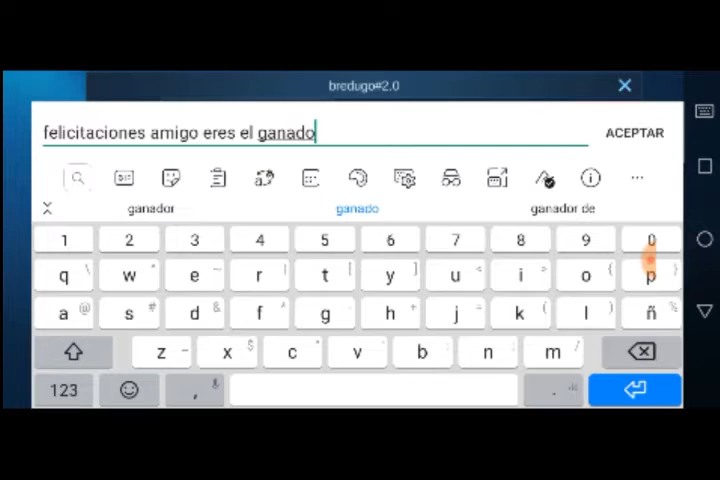 bredugo#2.0
felicitaciones amigo eres el ganado
ACEPTAR
GIF
ganador ganado ganador de
1 2 3 4 5 6 7 8 9 0
q w e r t y u i o p
a s d f g h j k l ñ
z x c v b n m
123 , .